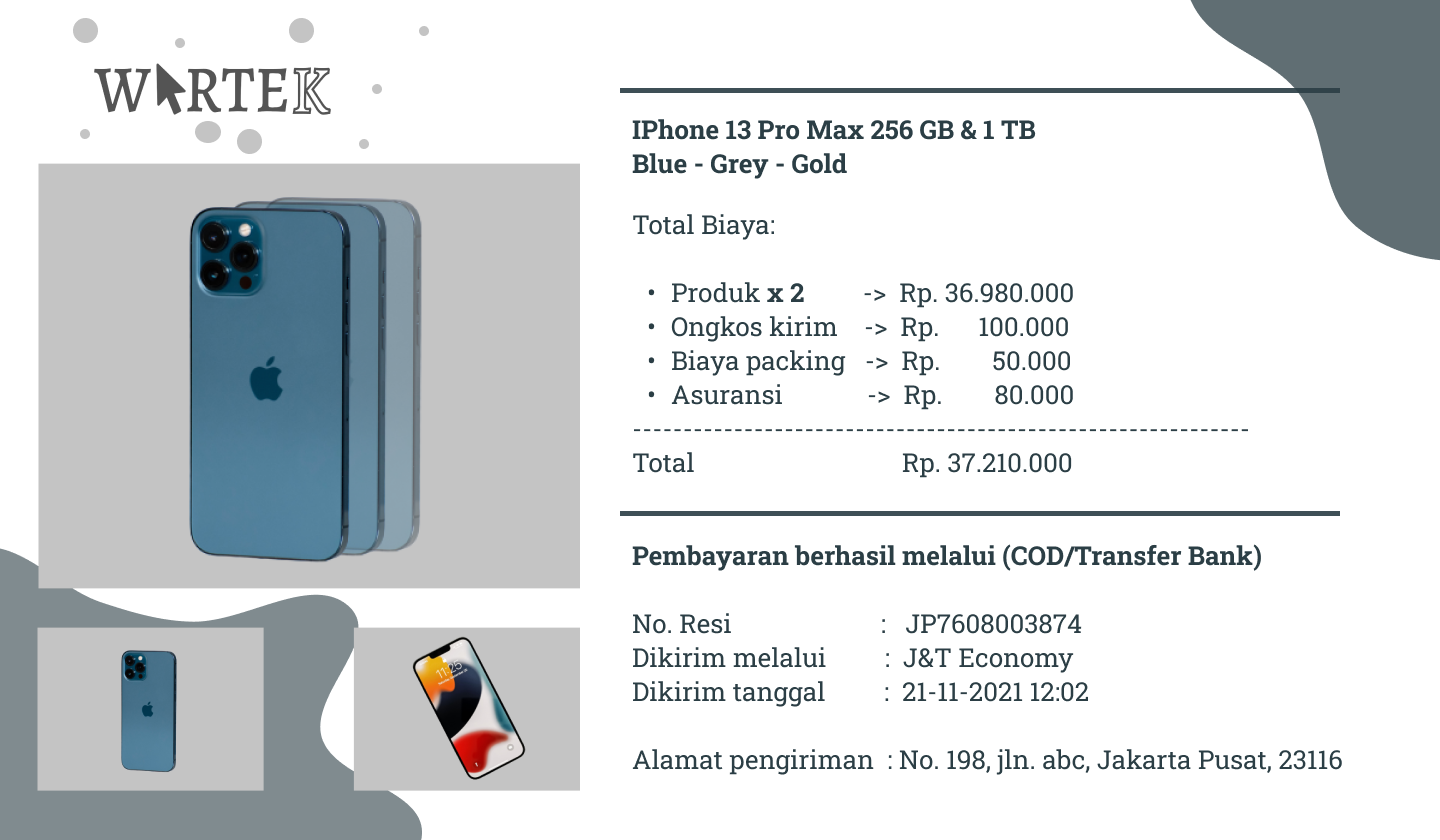 WARTEK
IPhone 13 Pro Max 256 GB & 1 TB
Blue - Grey - Gold
Total Biaya:
• Produk x 2 -> Rp. 36.980.000
• Ongkos kirim -> Rp. 100.000
• Biaya packing -> Rp. 50.000
• Asuransi -> Rp. 80.000
-------------------------------------------------------------
Total Rp. 37.210.000
Pembayaran berhasil melalui (COD/Transfer Bank)
No. Resi : JP7608003874
Dikirim melalui : J&T Economy
Dikirim tanggal : 21-11-2021 12:02
Alamat pengiriman : No. 198, jln. abc, Jakarta Pusat, 23116
11:25